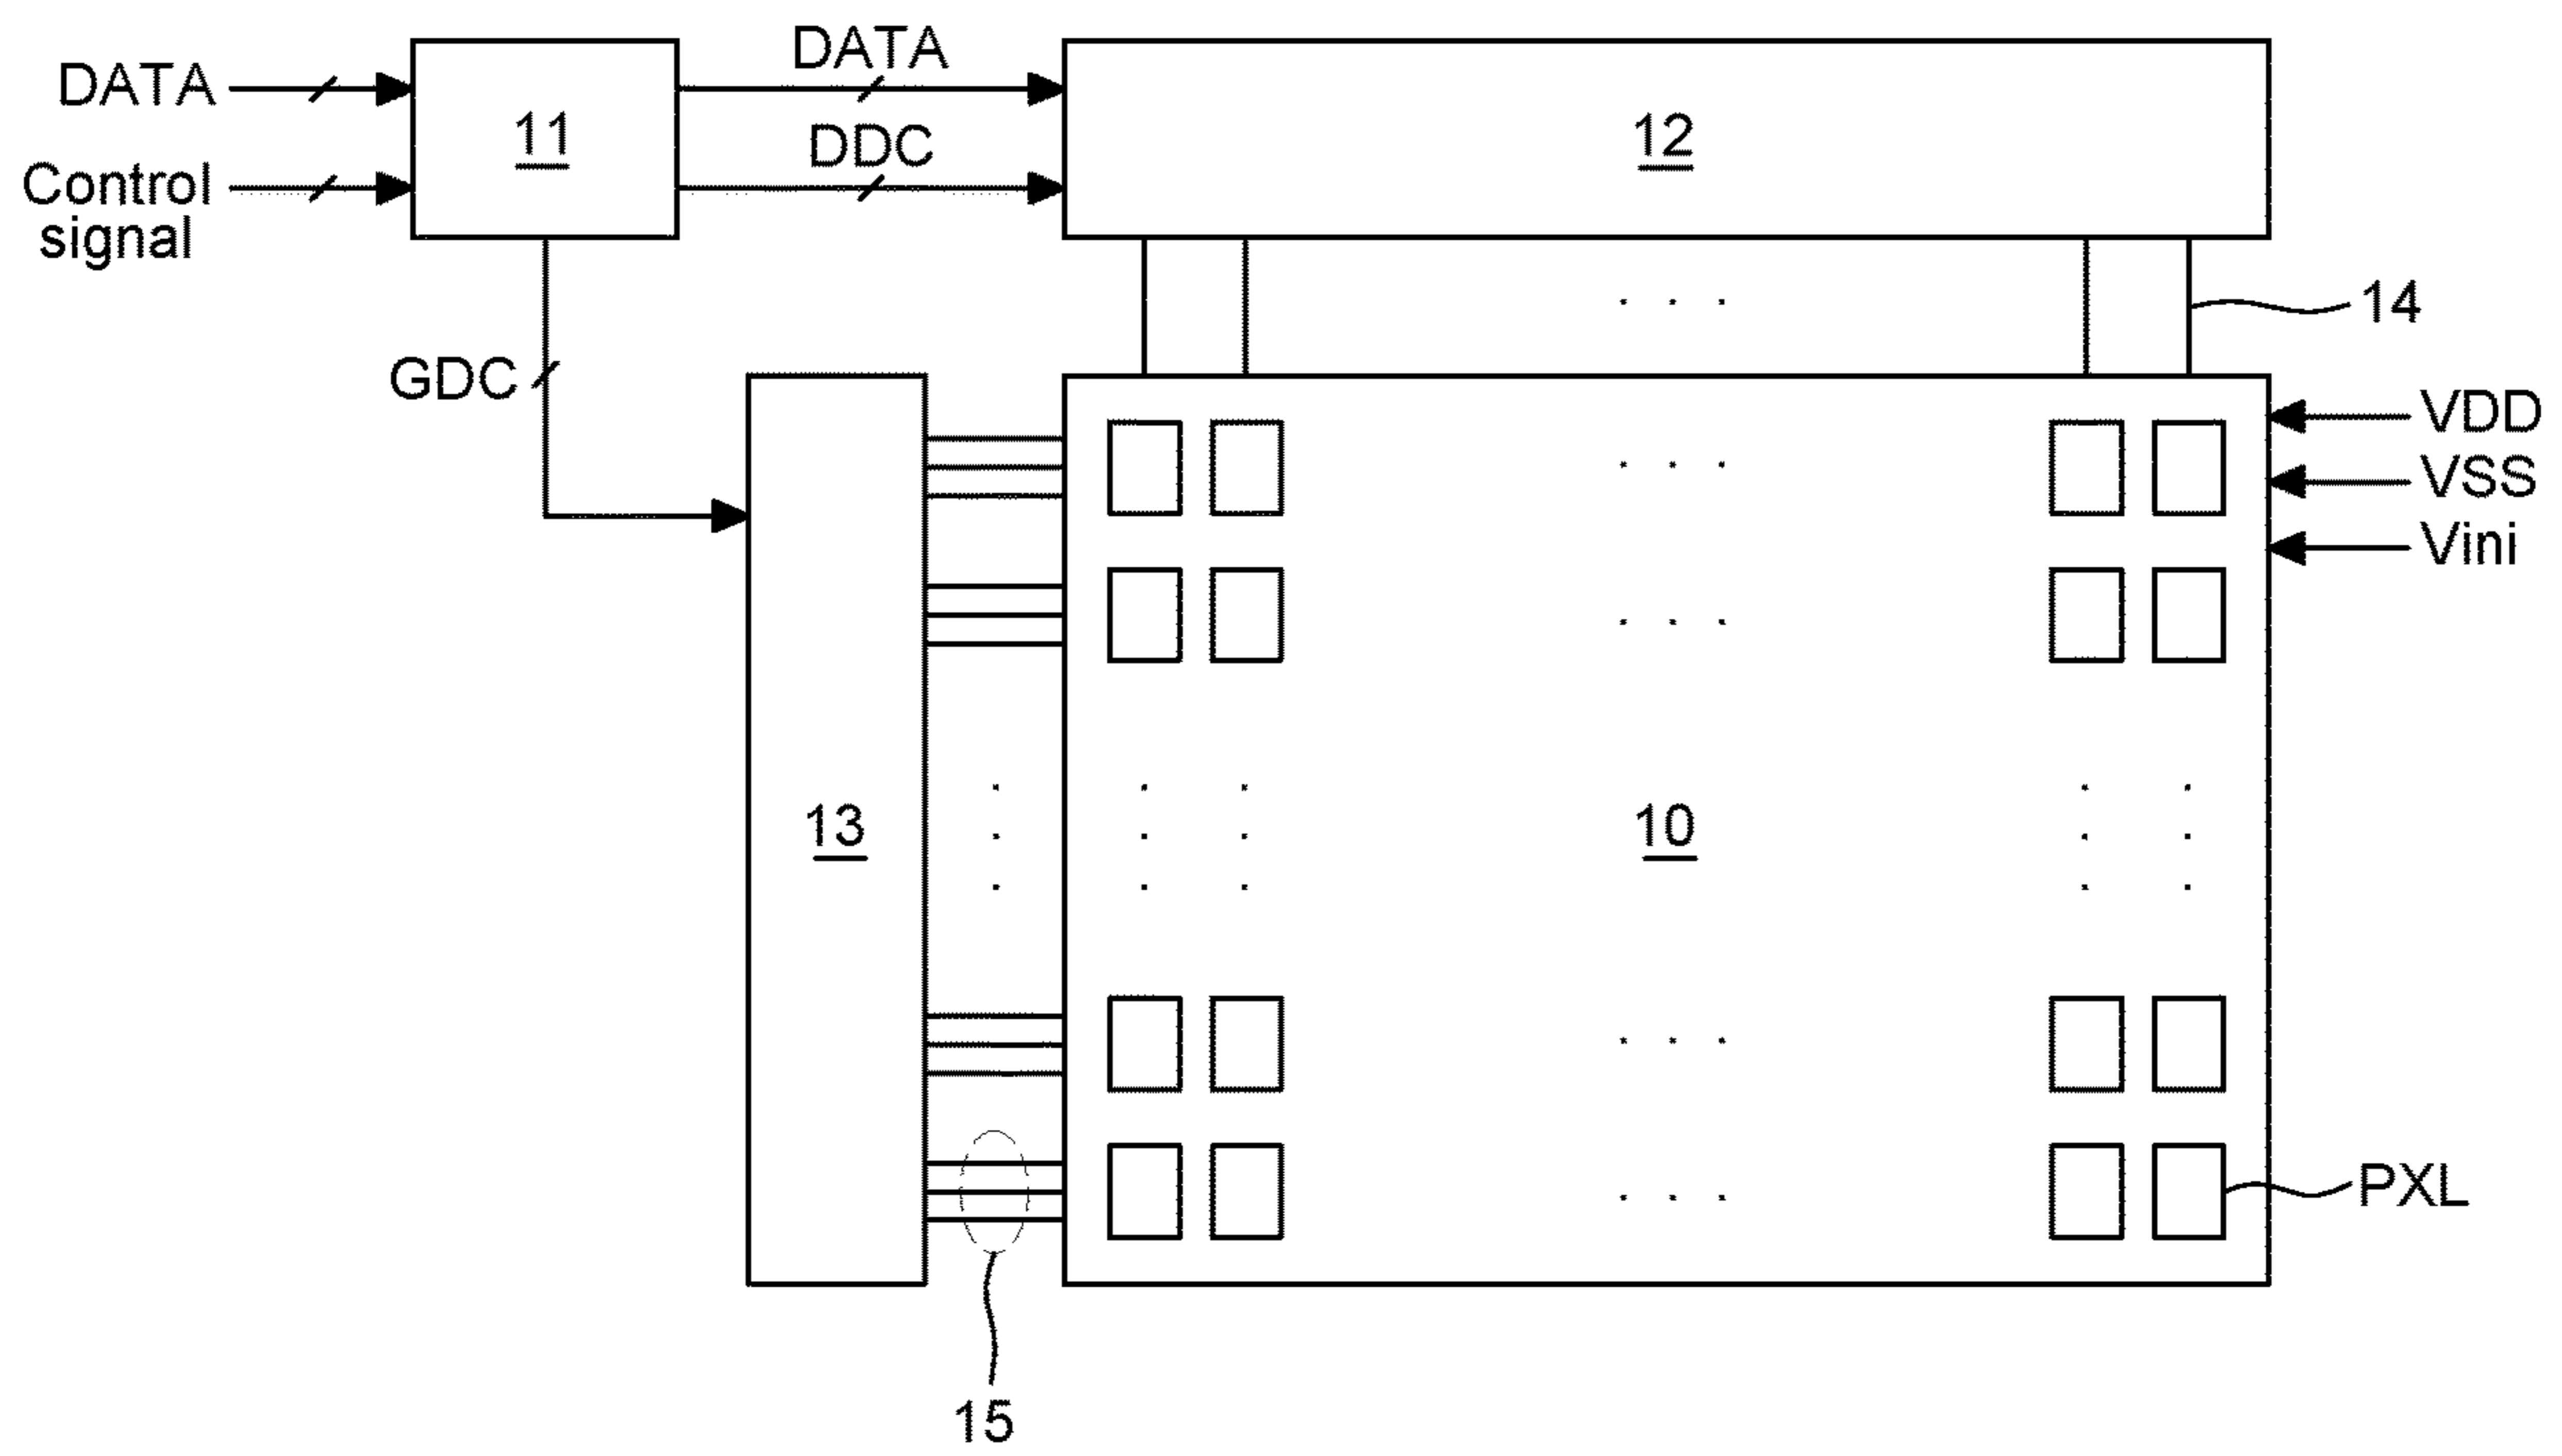 DATA
Control
signal
11
DATA
DDC
12
GDC
14
VDD
VSS
Vini
13
10
PXL
15